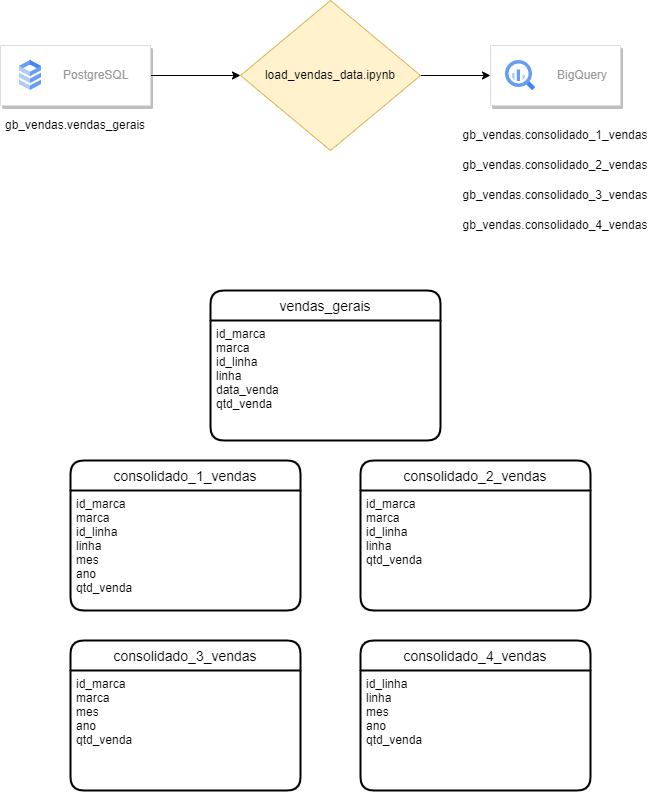 PostgreSQL
load_vendas_data.ipynb
BigQuery
gb_vendas.vendas_gerais
gb_vendas.consolidado_1_vendas
gb_vendas.consolidado_2_vendas
gb_vendas.consolidado_3_vendas
gb_vendas.consolidado_4_vendas
vendas_gerais
id_marca
marca
id_linha
linha
data_venda
qtd_venda
consolidado_1_vendas
id_marca
marca
id_linha
linha
mes
ano
qtd_venda
consolidado_2_vendas
id_marca
marca
id_linha
linha
qtd_venda
consolidado_3_vendas
id_marca
marca
mes
ano
qtd_venda
consolidado_4_vendas
id_linha
linha
mes
ano
qtd_venda